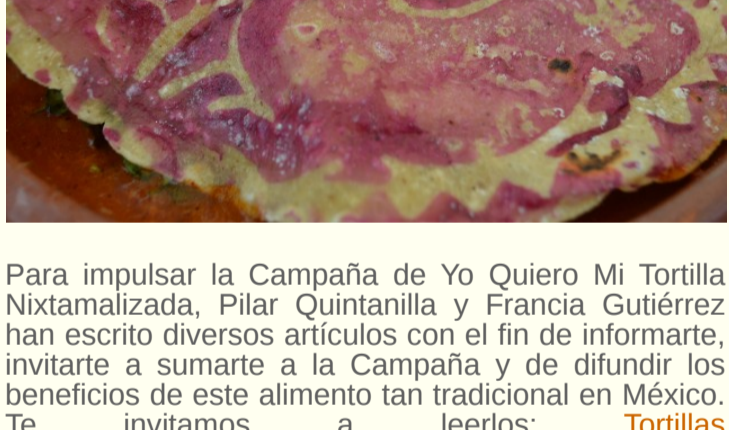 Para impulsar la Campaña de Yo Quiero Mi Tortilla
Nixtamalizada, Pilar Quintanilla y Francia Gutiérrez
han escrito diversos artículos con el fin de informarte,
invitarte a sumarte a la Campaña y de difundir los
beneficios de este alimento tan tradicional en México.
Te invitamos a leerlos: Tortillas